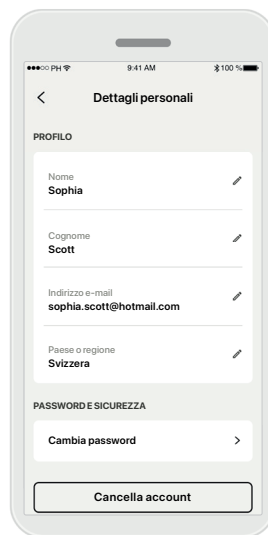 ●●●○○ PH 9:41 AM 100 %
Dettagli personali
PROFILO
Nome
Sophia
Cognome
Scott
Indirizzo e-mail
sophia.scott@hotmail.com
Paese o regione
Svizzera
PASSWORD E SICUREZZA
Cambia password
Cancella account